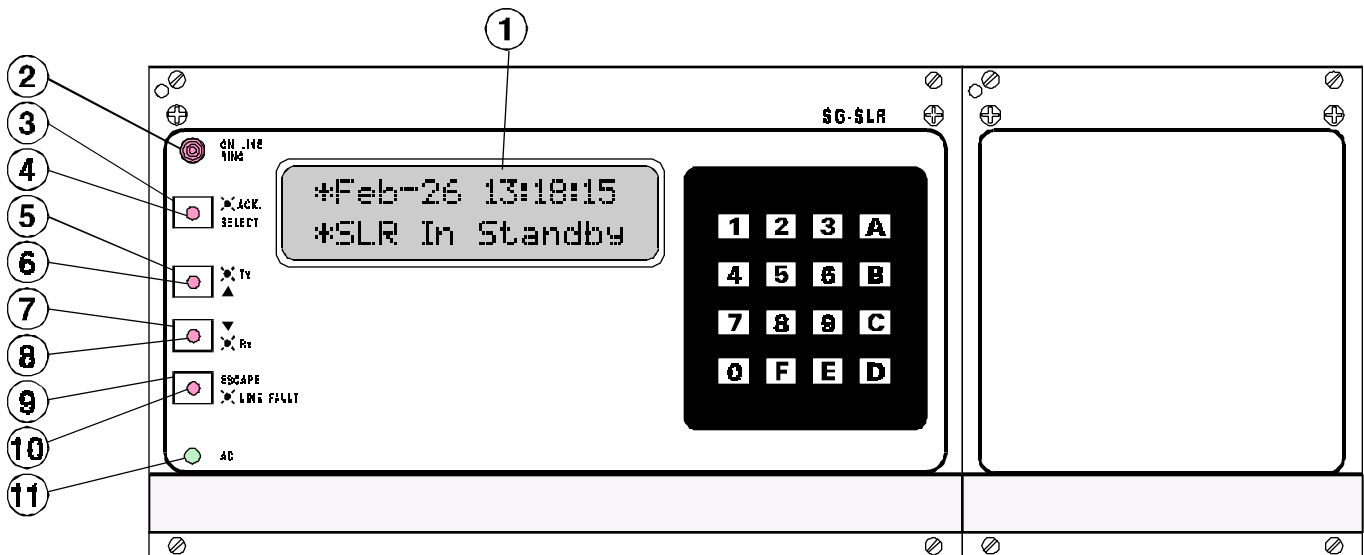 1
2
3
4
5
6
7
8
9
10
11
SG-SLR
ON LINE
RING
ACK.
SELECT
Tx
Rx
ESCAPE
LINE FAULT
AC
*Feb-26 13:18:15
*SLR In Standby
1 2 3 A
4 5 6 B
7 8 9 C
0 F E D